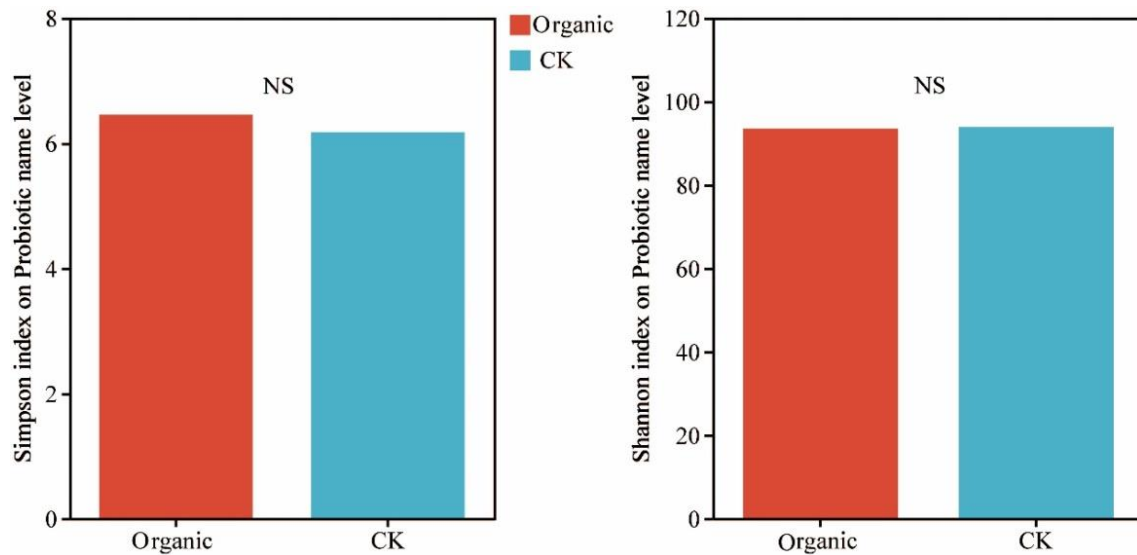 Simpson index on Probiotic name level
8
6
4
2
0
NS
Organic
CK
Organic
CK
Shannon index on Probiotic name level
120
100
80
60
40
20
0
NS
Organic
CK